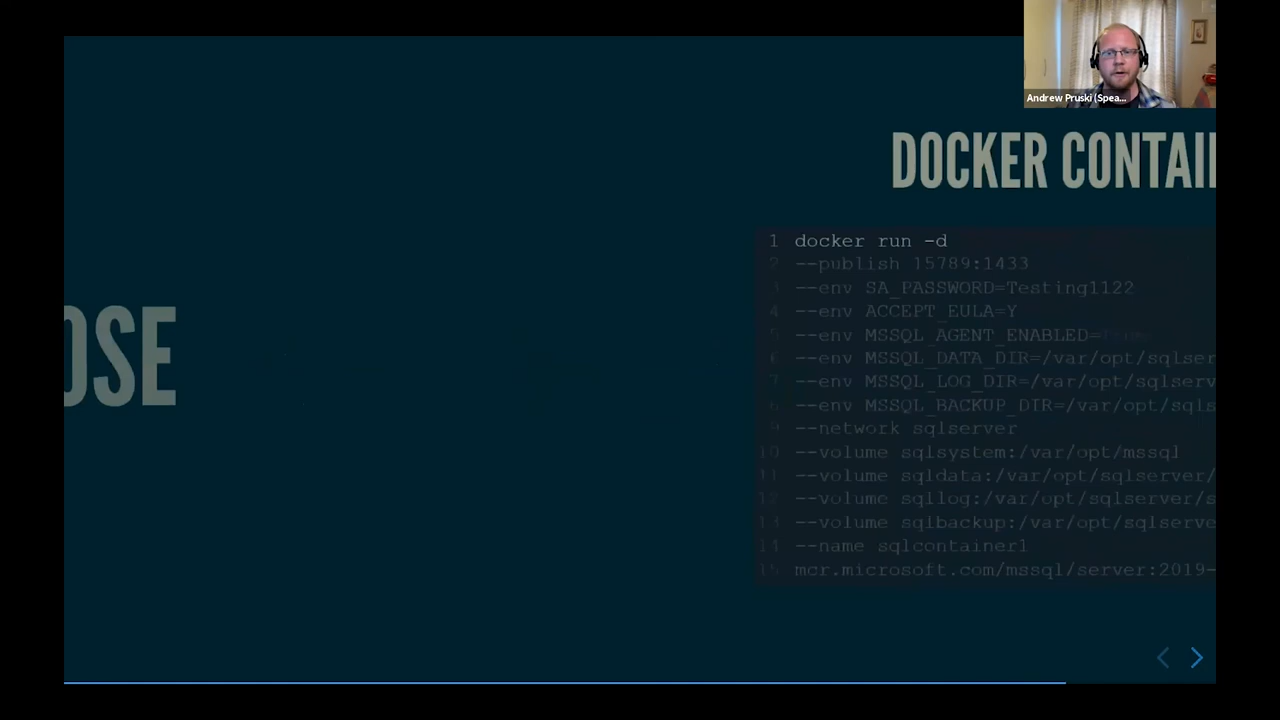 Andrew Pruski (Spea...
DOCKER CONTAI
OSE
1 docker run -d
2 --publish 15789:1433
3 --env SA_PASSWORD=Testing1122
4 --env ACCEPT_EULA=Y
5 --env MSSQL_AGENT_ENABLED=True
6 --env MSSQL_DATA_DIR=/var/opt/sqlser
7 --env MSSQL_LOG_DIR=/var/opt/sqlserv
8 --env MSSQL_BACKUP_DIR=/var/opt/sqls
9 --network sqlserver
10 --volume sqlsystem:/var/opt/mssql
11 --volume sqldata:/var/opt/sqlserver/
12 --volume sqllog:/var/opt/sqlserver/s
13 --volume sqlbackup:/var/opt/sqlserve
14 --name sqlcontainer1
15 mcr.microsoft.com/mssql/server:2019-